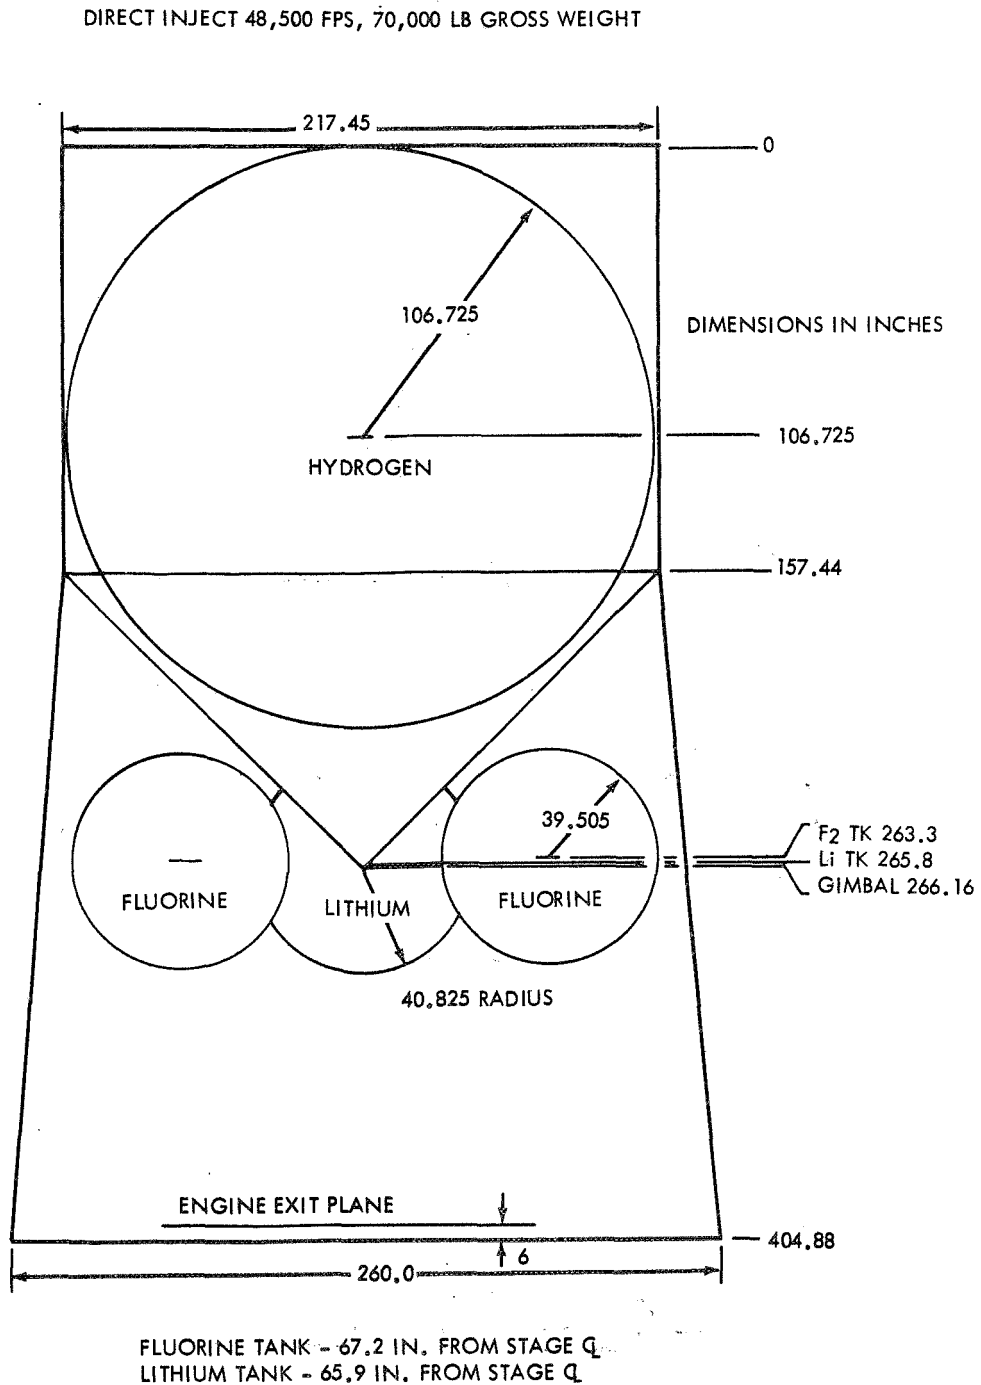 DIRECT INJECT 48,500 FPS, 70,000 LB GROSS WEIGHT
217.45
0
106.725
DIMENSIONS IN INCHES
106.725
HYDROGEN
157.44
39.505
F2 TK 263.3
Li TK 265.8
GIMBAL 266.16
FLUORINE
LITHIUM
FLUORINE
40.825 RADIUS
ENGINE EXIT PLANE
404.88
6
260.0
FLUORINE TANK - 67.2 IN. FROM STAGE ℄
LITHIUM TANK - 65.9 IN. FROM STAGE ℄